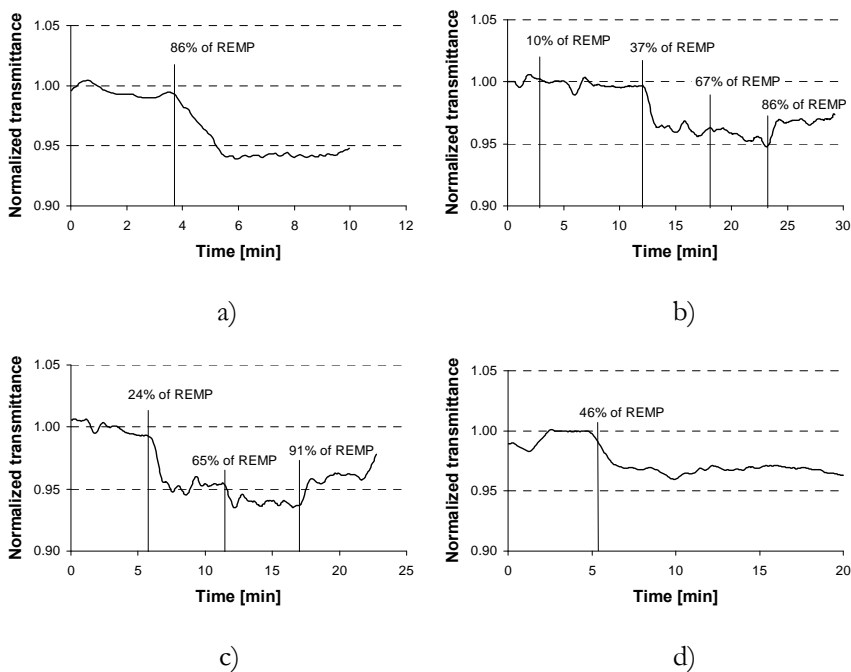 1.05
86% of REMP
1.00
0.95
0.90
0 2 4 6 8 10 12
Normalized transmittance
Time [min]
a)
1.05
10% of REMP
37% of REMP
1.00
67% of REMP
86% of REMP
0.95
0.90
0 5 10 15 20 25 30
Normalized transmittance
Time [min]
b)
1.05
24% of REMP
1.00
65% of REMP
91% of REMP
0.95
0.90
0 5 10 15 20 25
Normalized transmittance
Time [min]
c)
1.05
46% of REMP
1.00
0.95
0.90
0 5 10 15 20
Normalized transmittance
Time [min]
d)